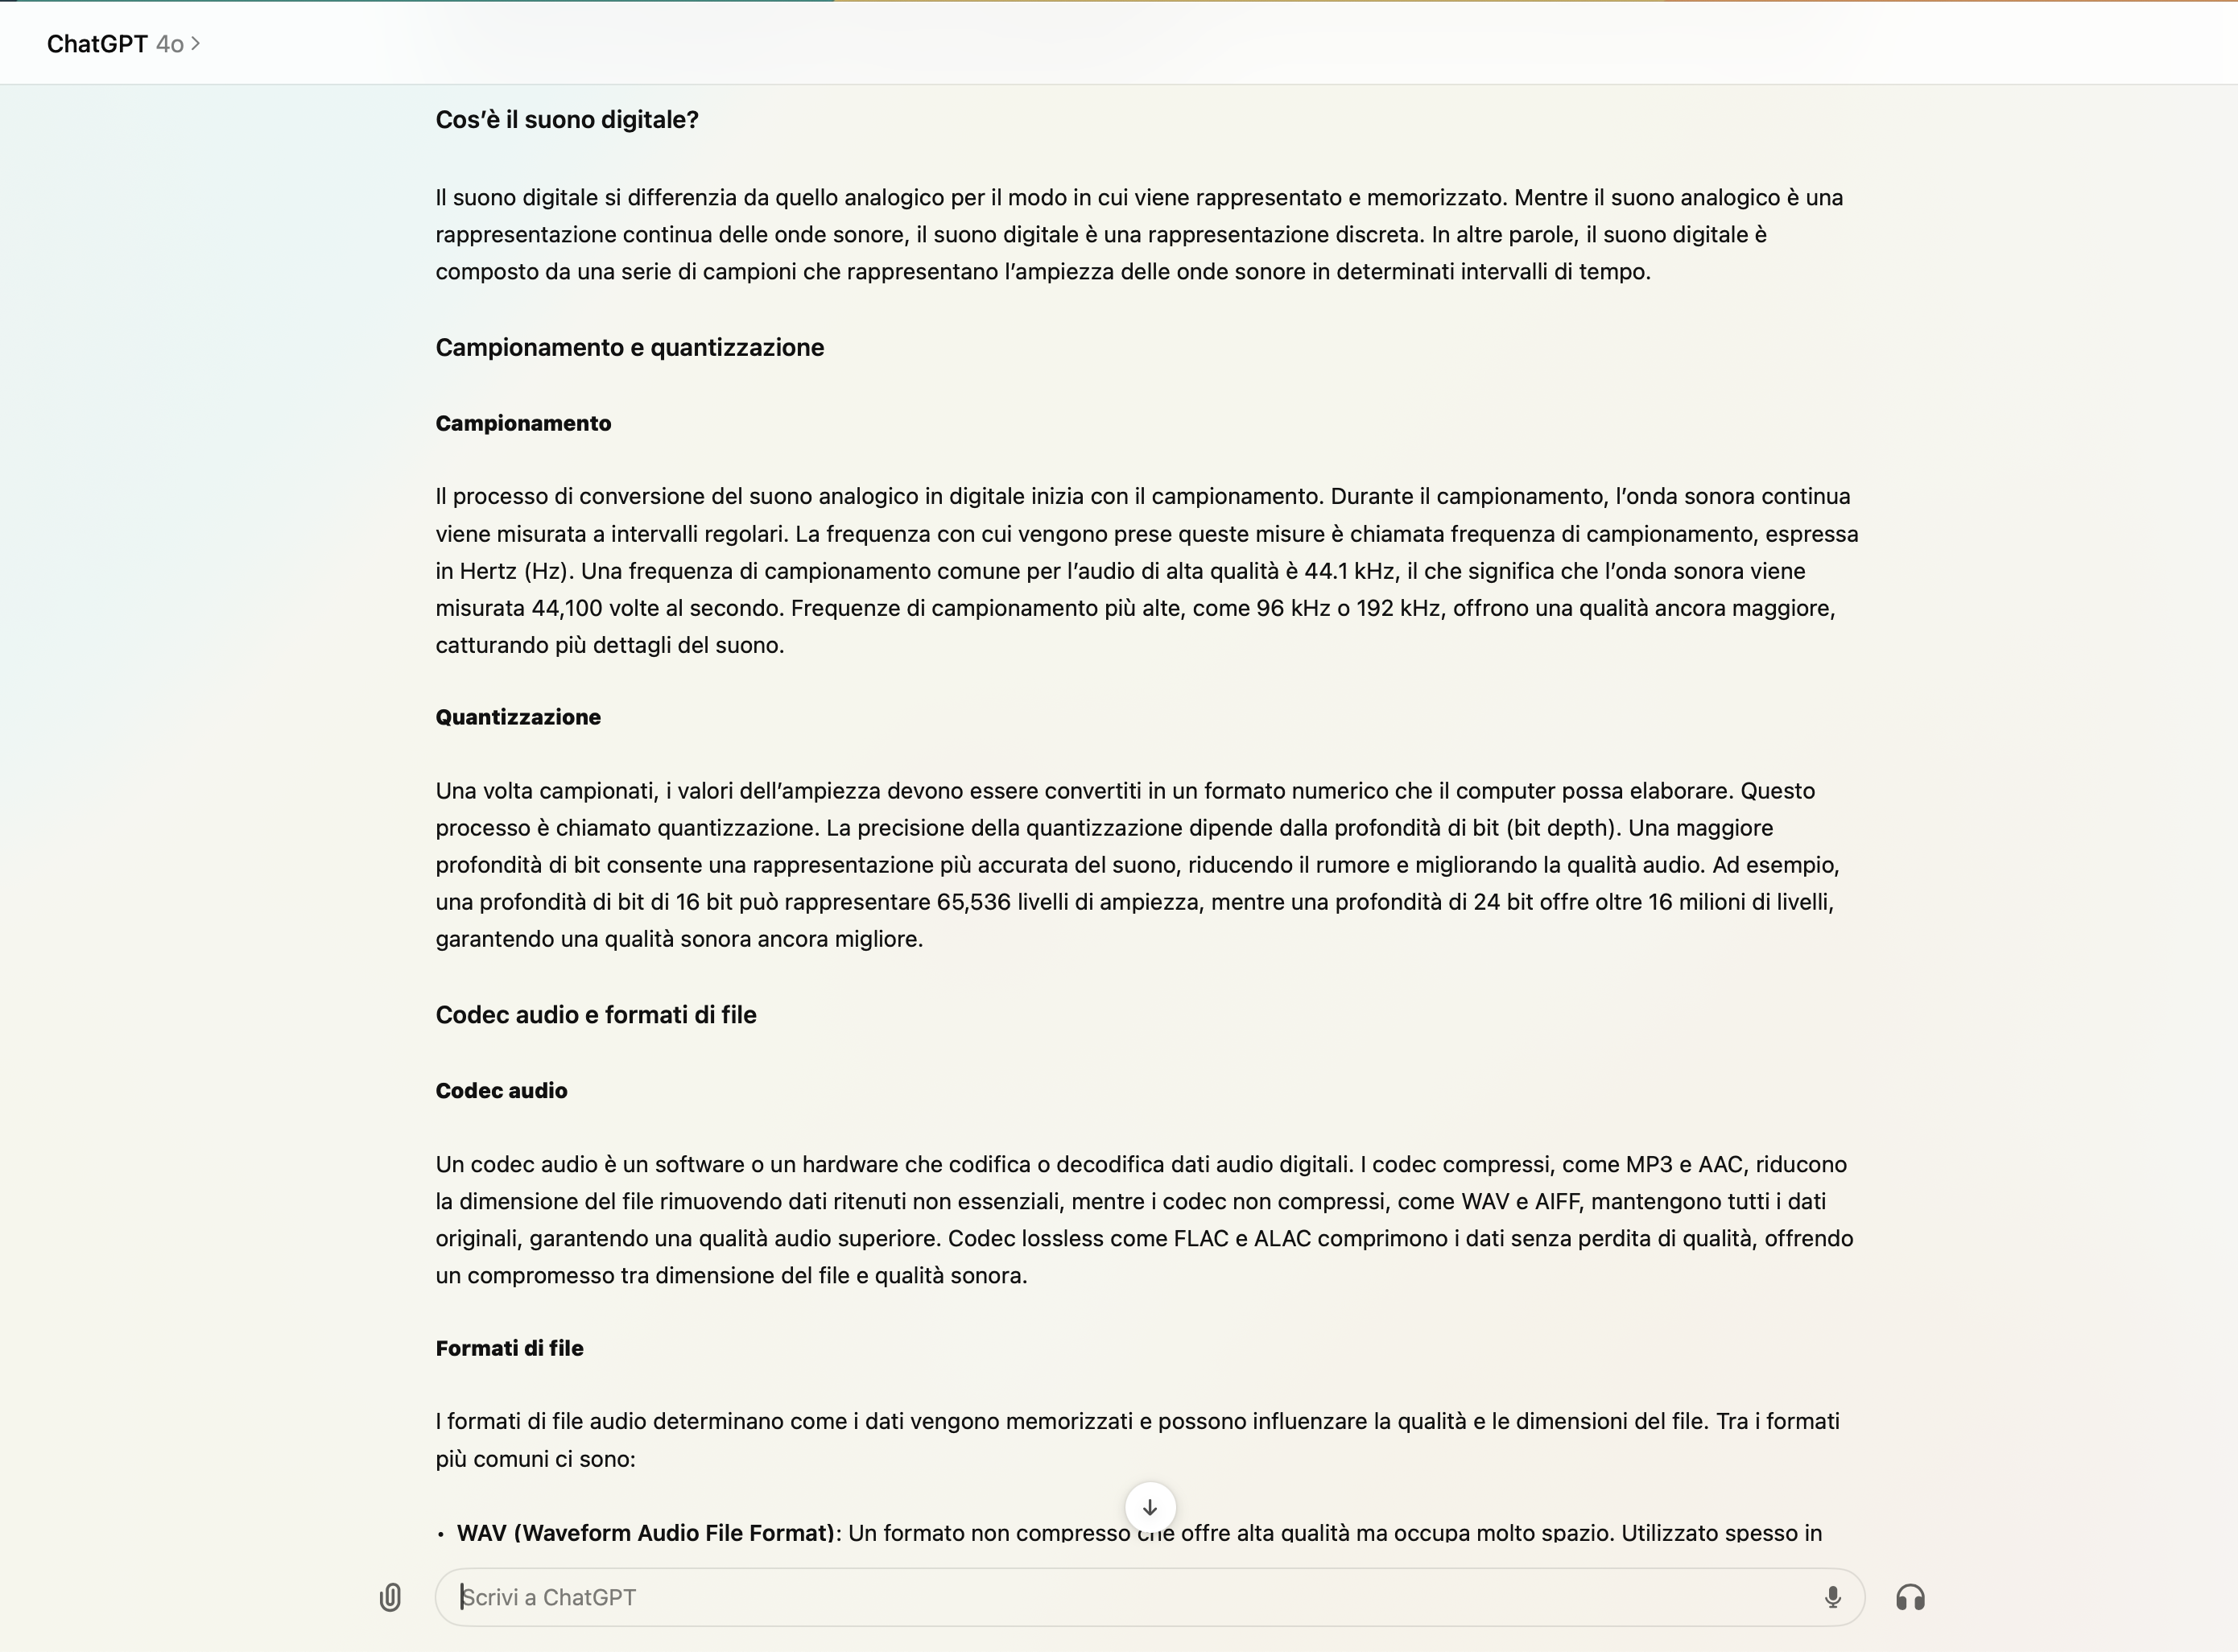 ChatGPT 4o >
Cos’è il suono digitale?
Il suono digitale si differenzia da quello analogico per il modo in cui viene rappresentato e memorizzato. Mentre il suono analogico è una
rappresentazione continua delle onde sonore, il suono digitale è una rappresentazione discreta. In altre parole, il suono digitale è
composto da una serie di campioni che rappresentano l’ampiezza delle onde sonore in determinati intervalli di tempo.
Campionamento e quantizzazione
Campionamento
Il processo di conversione del suono analogico in digitale inizia con il campionamento. Durante il campionamento, l’onda sonora continua
viene misurata a intervalli regolari. La frequenza con cui vengono prese queste misure è chiamata frequenza di campionamento, espressa
in Hertz (Hz). Una frequenza di campionamento comune per l’audio di alta qualità è 44.1 kHz, il che significa che l’onda sonora viene
misurata 44,100 volte al secondo. Frequenze di campionamento più alte, come 96 kHz o 192 kHz, offrono una qualità ancora maggiore,
catturando più dettagli del suono.
Quantizzazione
Una volta campionati, i valori dell’ampiezza devono essere convertiti in un formato numerico che il computer possa elaborare. Questo
processo è chiamato quantizzazione. La precisione della quantizzazione dipende dalla profondità di bit (bit depth). Una maggiore
profondità di bit consente una rappresentazione più accurata del suono, riducendo il rumore e migliorando la qualità audio. Ad esempio,
una profondità di bit di 16 bit può rappresentare 65,536 livelli di ampiezza, mentre una profondità di 24 bit offre oltre 16 milioni di livelli,
garantendo una qualità sonora ancora migliore.
Codec audio e formati di file
Codec audio
Un codec audio è un software o un hardware che codifica o decodifica dati audio digitali. I codec compressi, come MP3 e AAC, riducono
la dimensione del file rimuovendo dati ritenuti non essenziali, mentre i codec non compressi, come WAV e AIFF, mantengono tutti i dati
originali, garantendo una qualità audio superiore. Codec lossless come FLAC e ALAC comprimono i dati senza perdita di qualità, offrendo
un compromesso tra dimensione del file e qualità sonora.
Formati di file
I formati di file audio determinano come i dati vengono memorizzati e possono influenzare la qualità e le dimensioni del file. Tra i formati
più comuni ci sono:
• WAV (Waveform Audio File Format): Un formato non compresso che offre alta qualità ma occupa molto spazio. Utilizzato spesso in
Scrivi a ChatGPT